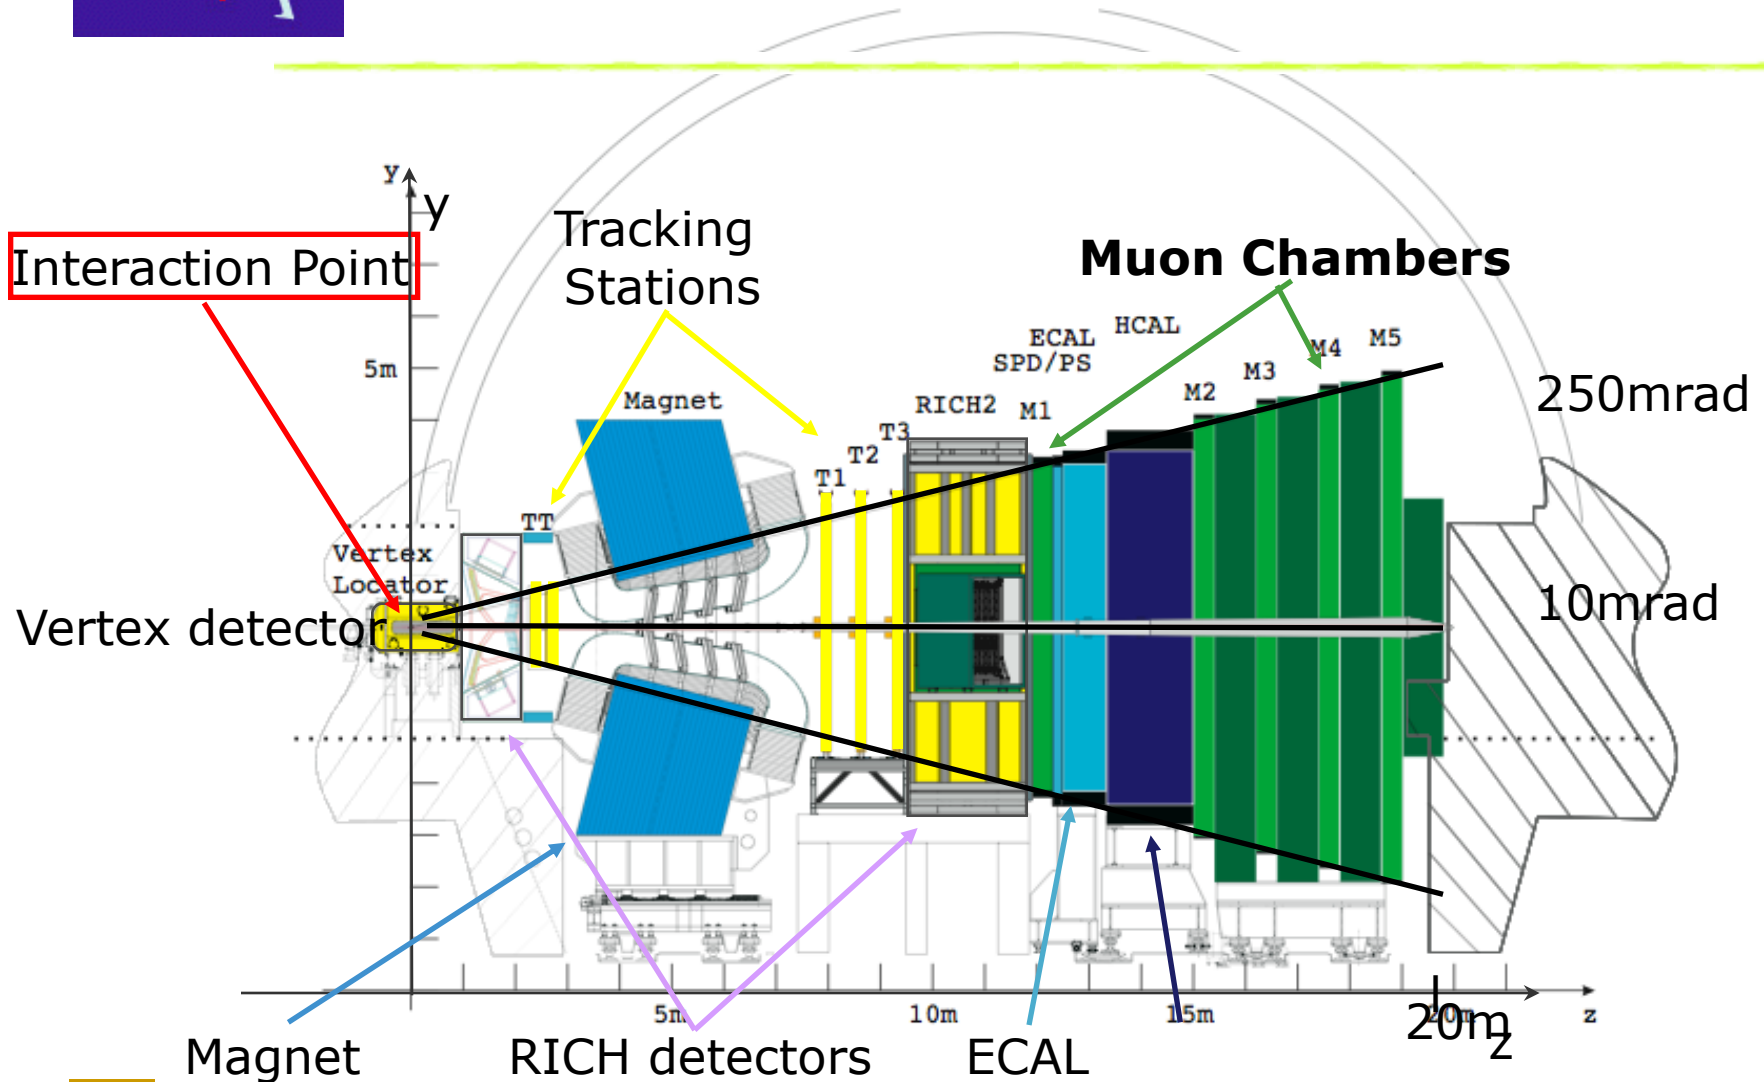 y
y
Interaction Point
Tracking
Stations
Muon Chambers
ECAL
HCAL
SPD/PS
M4
M5
5m
M3
M2
250mrad
Magnet
RICH2
M1
T3
T2
T1
TT
Vertex
Locator
10mrad
Vertex detector
5m
10m
15m
20m
z
20m
z
Magnet
RICH detectors
ECAL